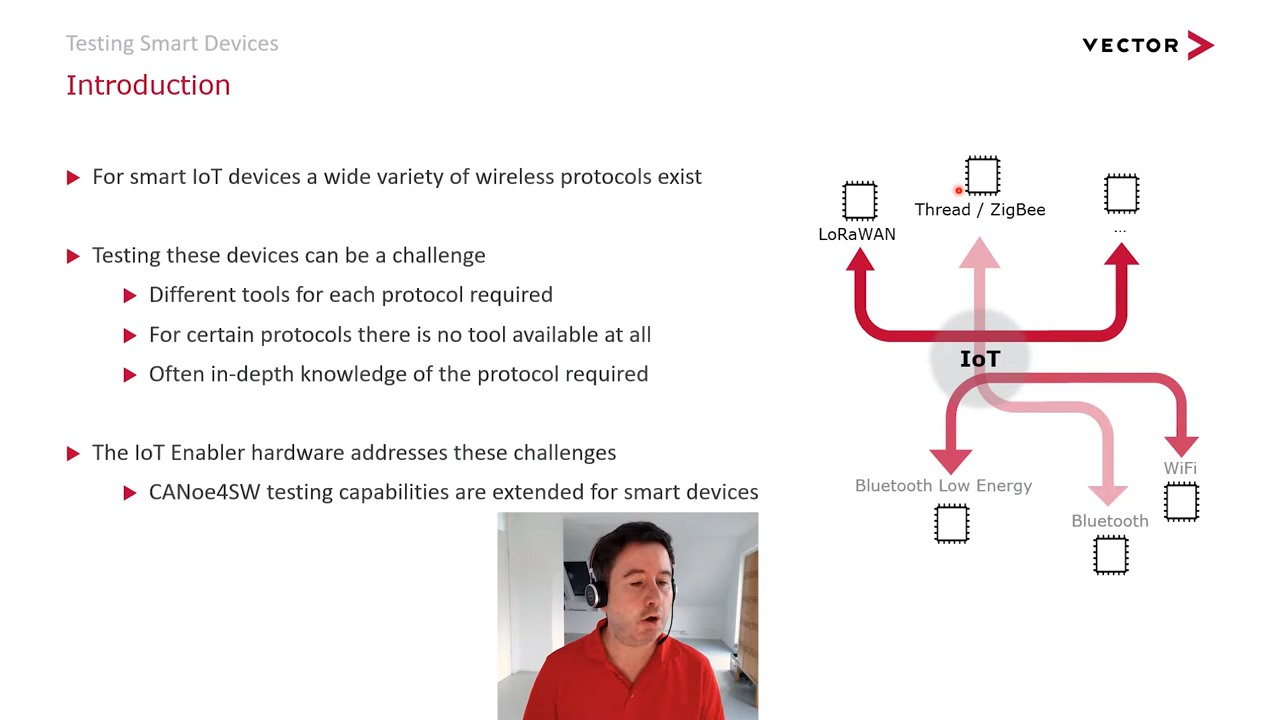 Testing Smart Devices
VECTOR
Introduction
For smart IoT devices a wide variety of wireless protocols exist
Testing these devices can be a challenge
Different tools for each protocol required
For certain protocols there is no tool available at all
Often in-depth knowledge of the protocol required
The IoT Enabler hardware addresses these challenges
CANoe4SW testing capabilities are extended for smart devices
LoRaWAN
Thread / ZigBee
...
IoT
Bluetooth Low Energy
Bluetooth
WiFi